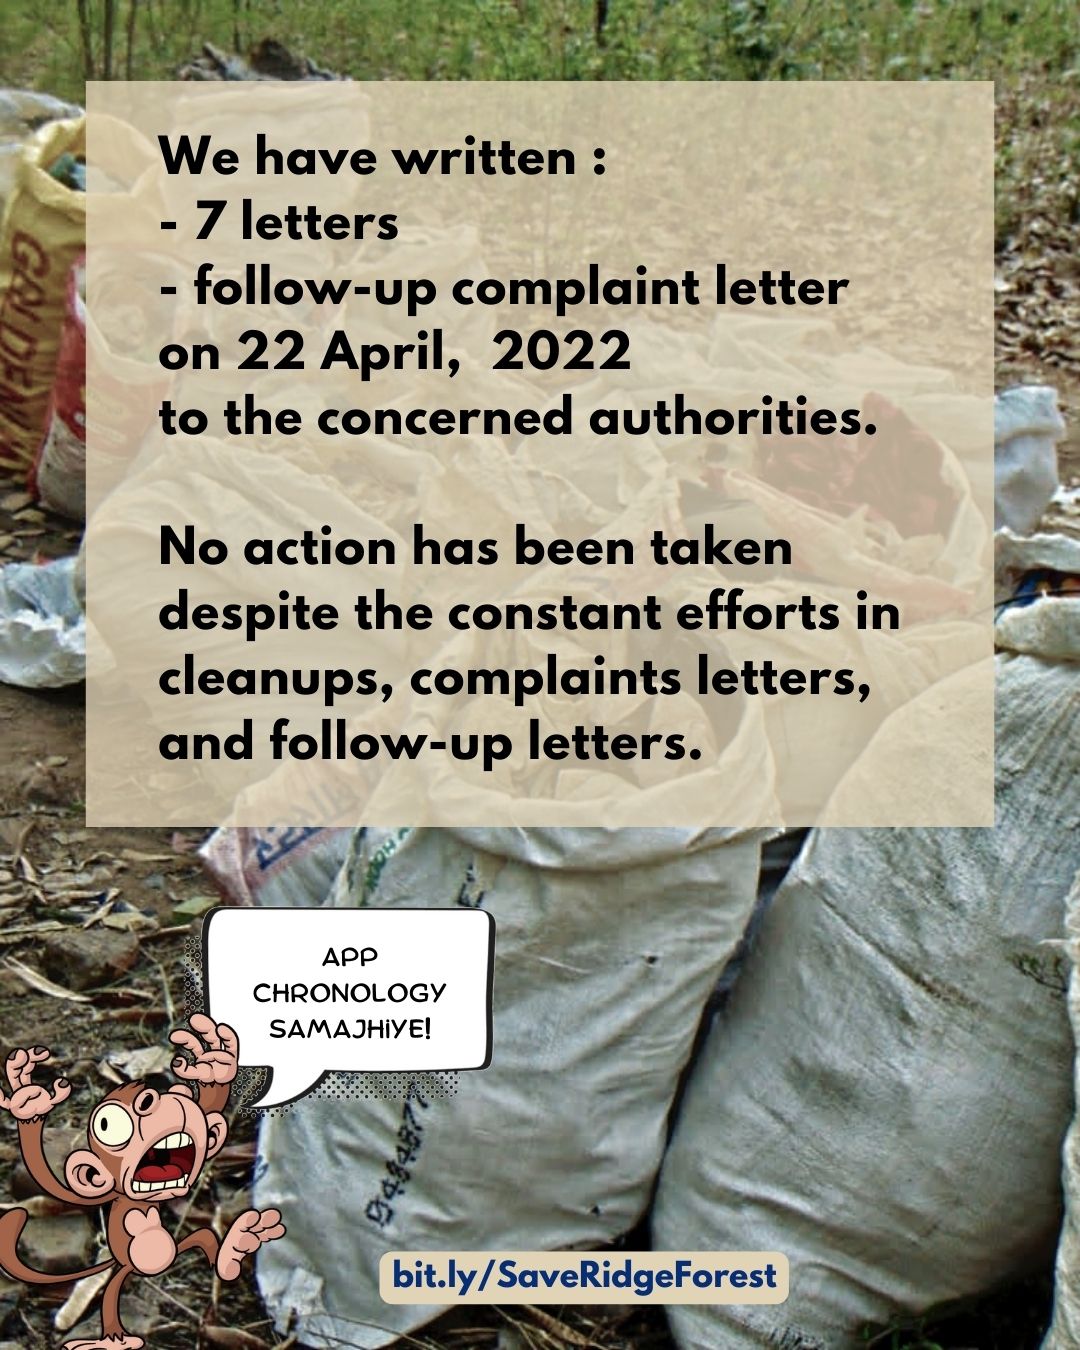 We have written :
- 7 letters
- follow-up complaint letter
on 22 April,  2022
to the concerned authorities.
No action has been taken
despite the constant efforts in
cleanups, complaints letters,
and follow-up letters.
APP
CHRONOLOGY
SAMAJHiYE!
bit.ly/SaveRidgeForest